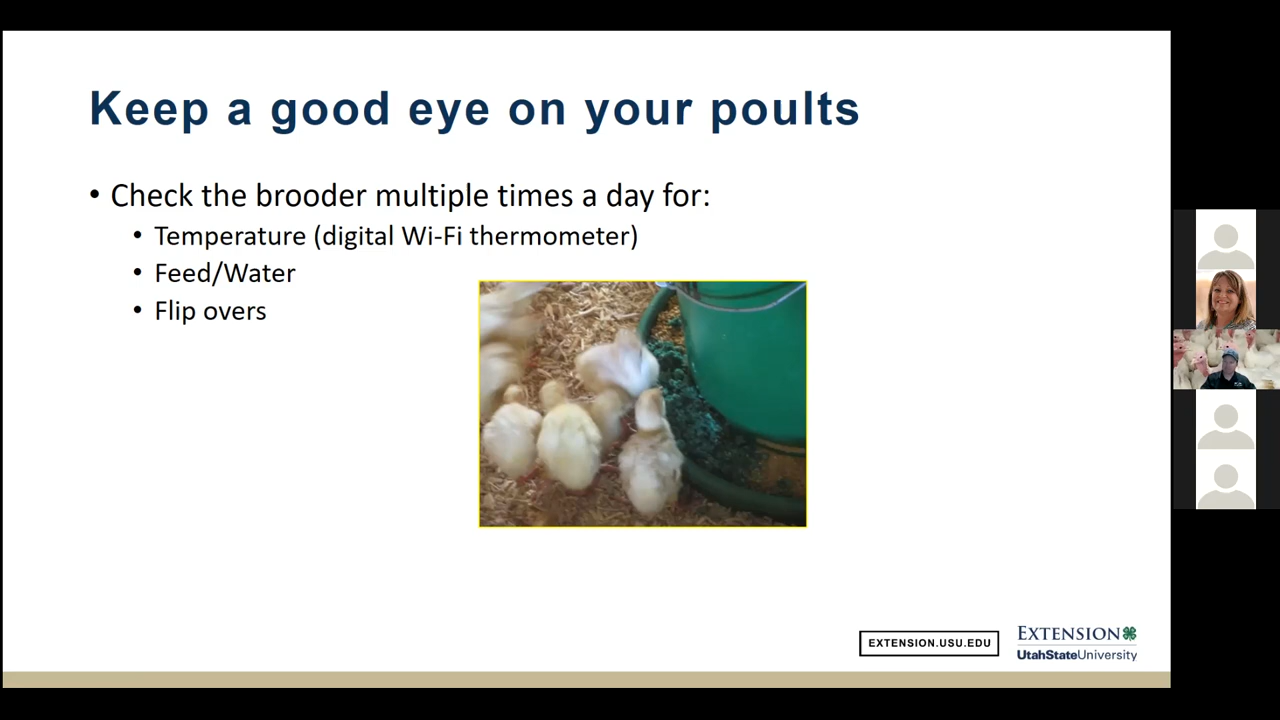 Keep a good eye on your poults
• Check the brooder multiple times a day for:
• Temperature (digital Wi-Fi thermometer)
• Feed/Water
• Flip overs
EXTENSION.USU.EDU
EXTENSION
UtahStateUniversity